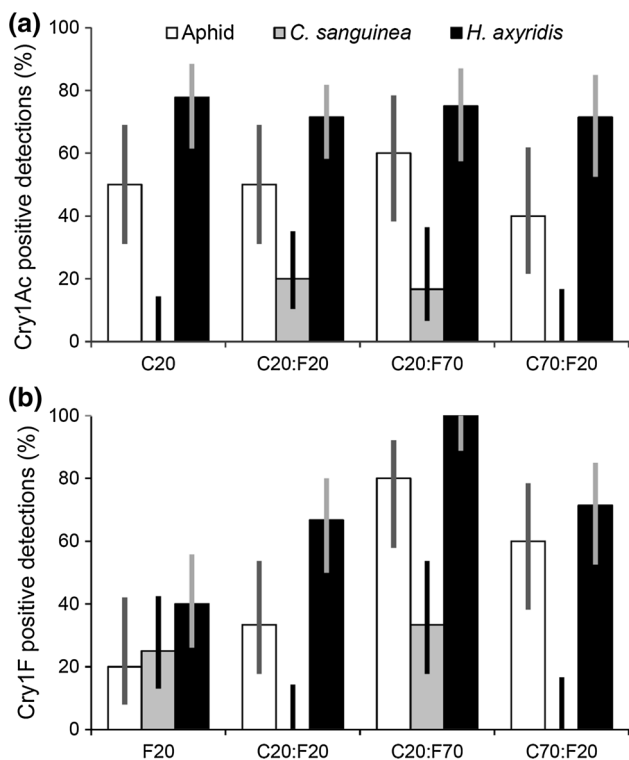 (a)
Aphid C. sanguinea H. axyridis
Cry1Ac positive detections (%)
100
80
60
40
20
0
C20 C20:F20 C20:F70 C70:F20
(b)
Cry1F positive detections (%)
100
80
60
40
20
0
F20 C20:F20 C20:F70 C70:F20